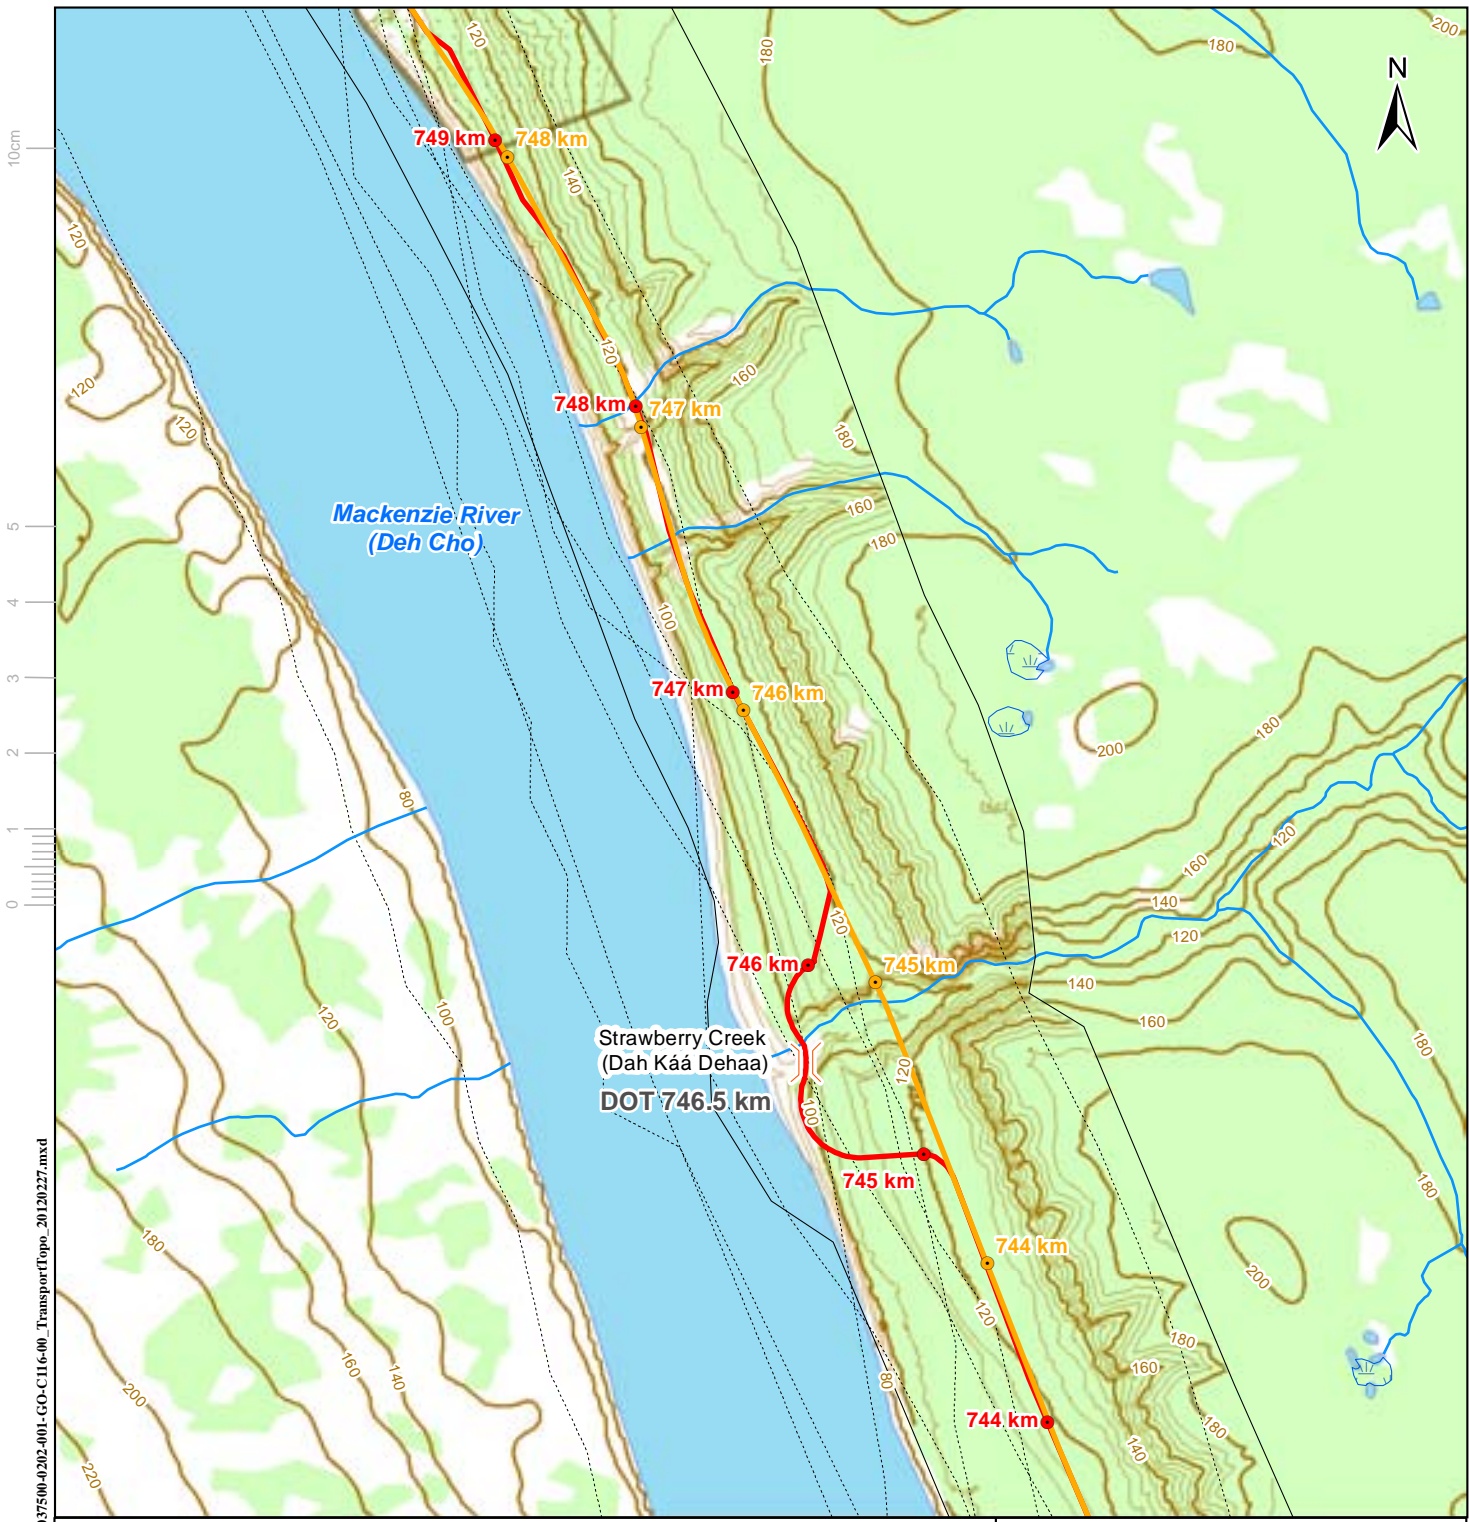 200
180
120
180
N
10cm
749 km
748 km
140
120
120
160
120
748 km
747 km
120
180
Mackenzie River
(Deh Cho)
160
5
180
4
100
3
747 km
746 km
180
200
2
80
1
120
160
0
140
120
120
746 km
745 km
140
120
100
160
Strawberry Creek
(Dah Káá Dehaa)
180
120
DOT 746.5 km
100
745 km
180
180
744 km
200
120
180
160
140
160
80
200
744 km
180
140
220
37500-0202-001-GO-C116-00_TransportTopo_20120227.mxd